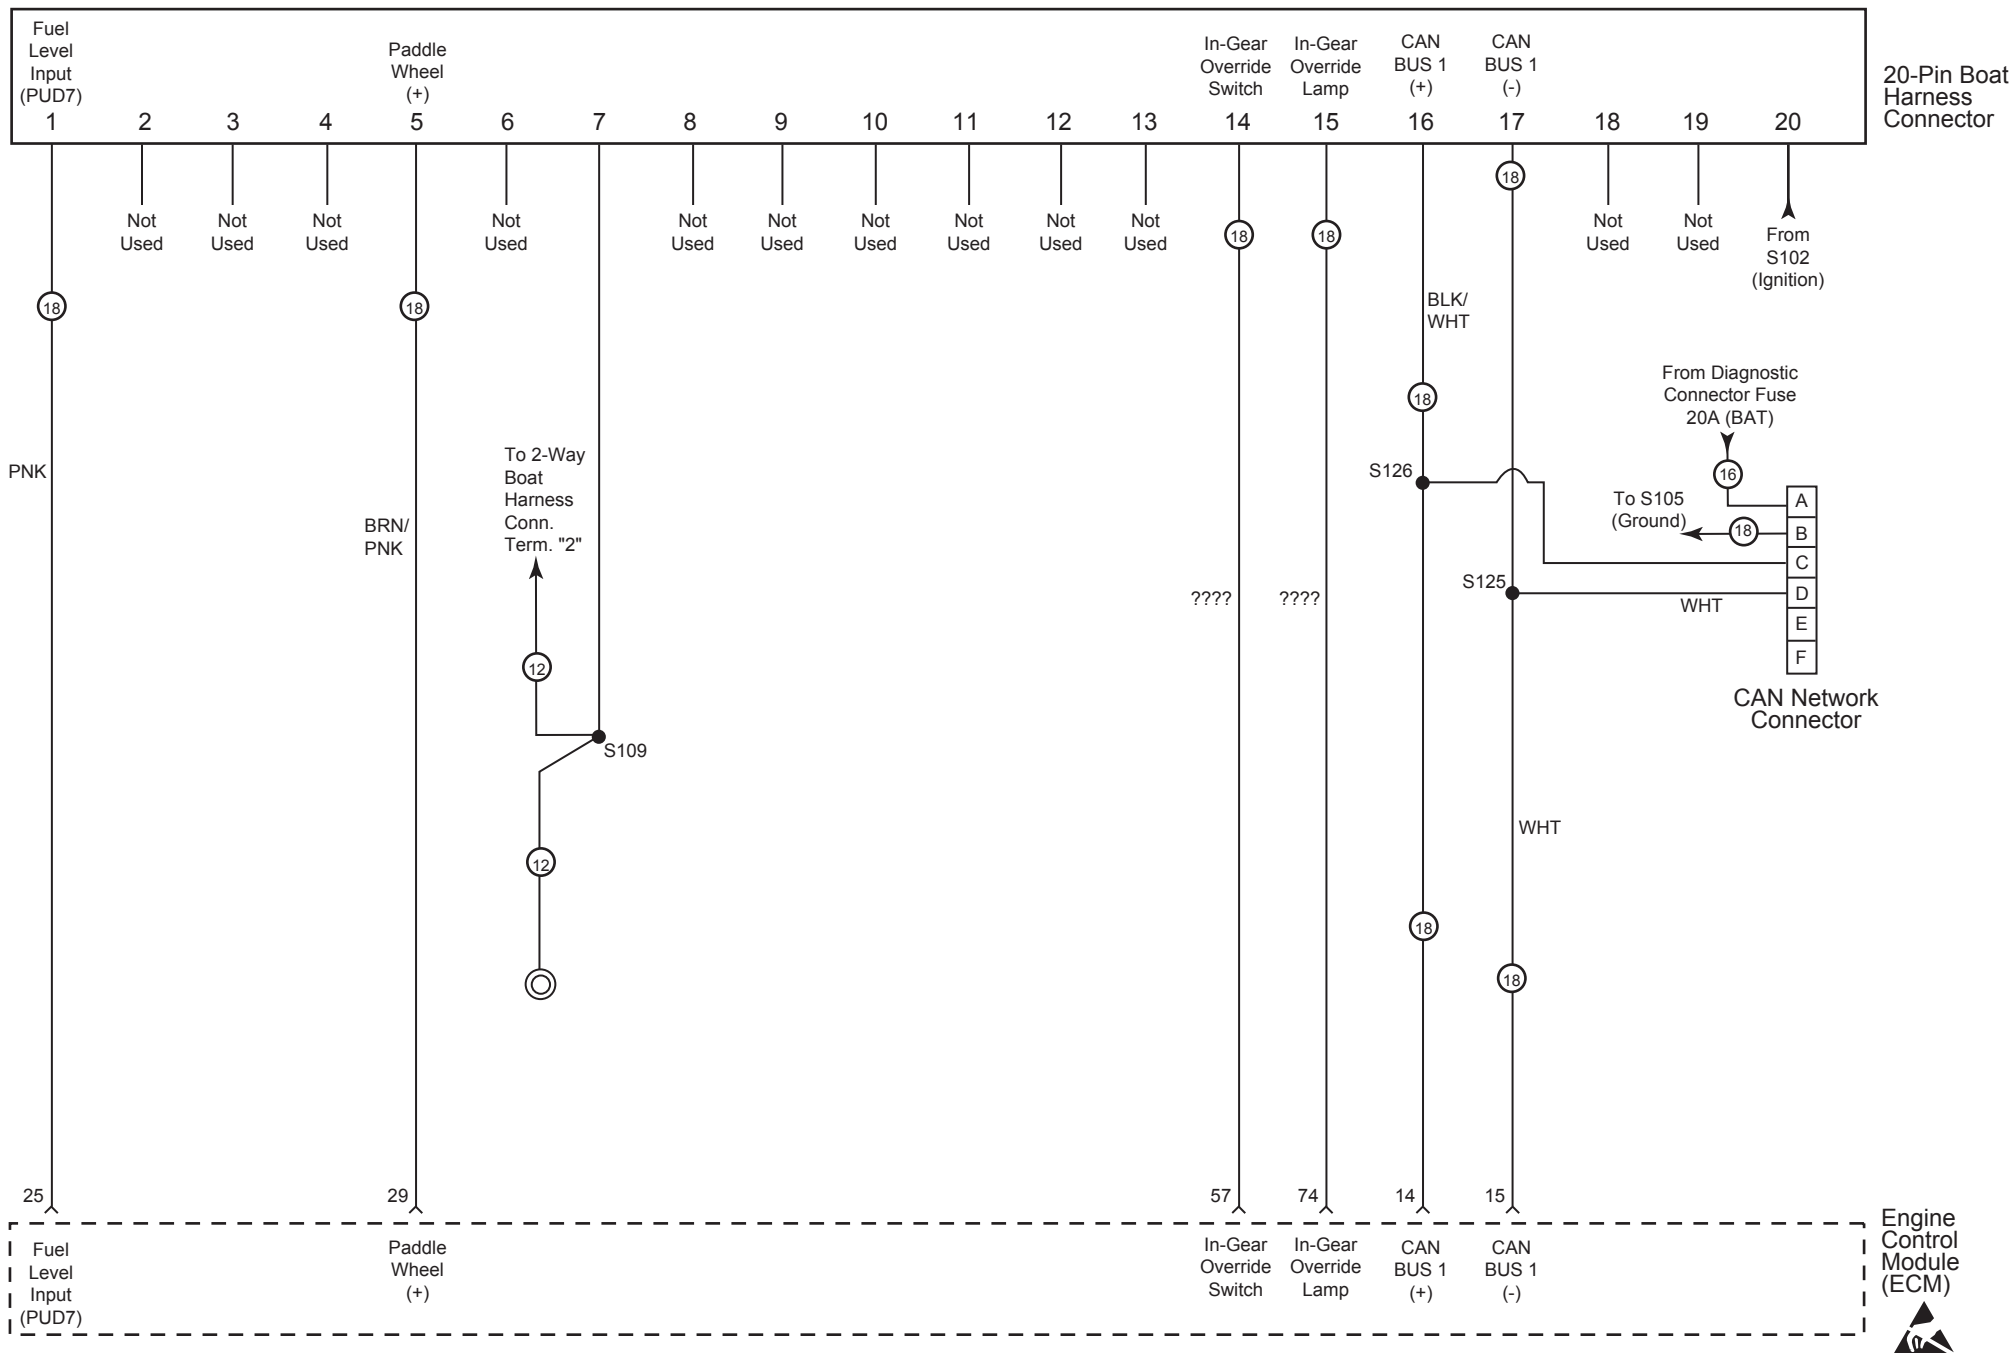 Fuel
Level
Input
(PUD7)
Paddle
Wheel
(+)
In-Gear
Override
Switch
In-Gear
Override
Lamp
CAN
BUS 1
(+)
CAN
BUS 1
(-)
20-Pin Boat
Harness
Connector
1 2 3 4 5 6 7 8 9 10 11 12 13 14 15 16 17 18 19 20
Not
Used
Not
Used
Not
Used
Not
Used
Not
Used
Not
Used
Not
Used
Not
Used
Not
Used
Not
Used
Not
Used
Not
Used
From
S102
(Ignition)
18
18
18
18
18
BLK/
WHT
18
From Diagnostic
Connector Fuse
20A (BAT)
16
To S105
(Ground)
18
A
B
C
D
E
F
CAN Network
Connector
S126
S125
WHT
PNK
BRN/
PNK
To 2-Way
Boat
Harness
Conn.
Term. "2"
12
S109
12
????
????
WHT
18
18
25
29
57
74
14
15
Fuel
Level
Input
(PUD7)
Paddle
Wheel
(+)
In-Gear
Override
Switch
In-Gear
Override
Lamp
CAN
BUS 1
(+)
CAN
BUS 1
(-)
Engine
Control
Module
(ECM)